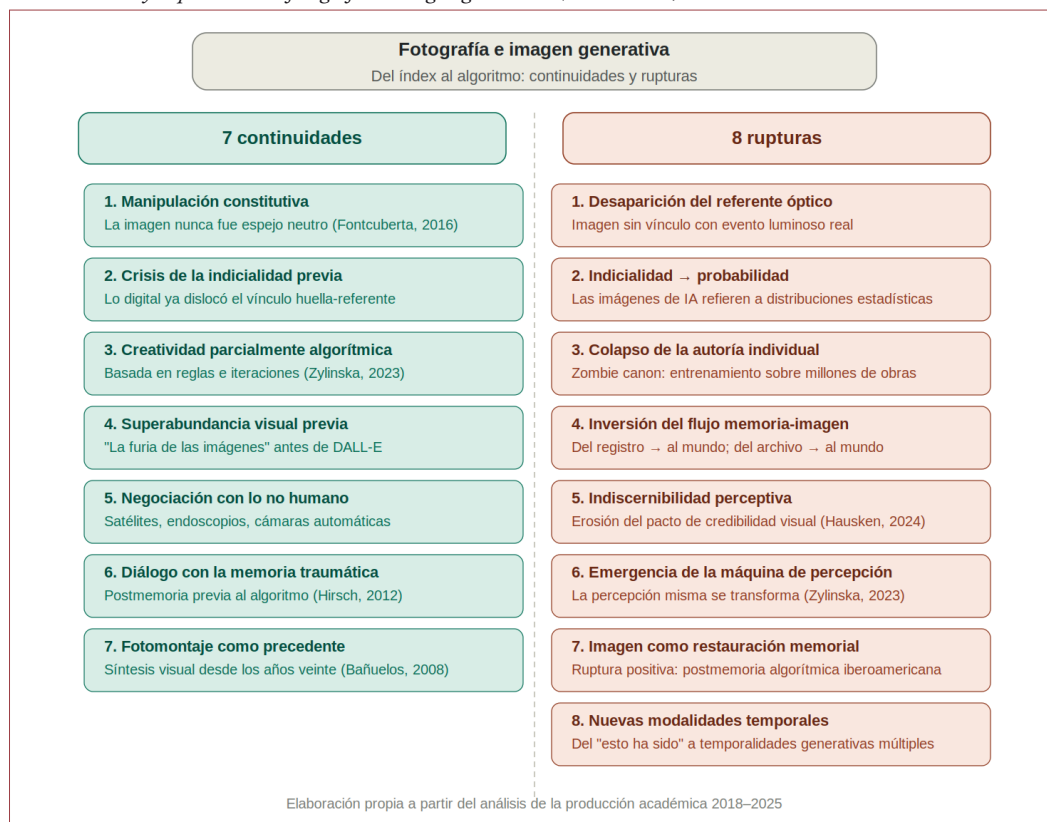 Fotografía e imagen generativa
Del índex al algoritmo: continuidades y rupturas
7 continuidades
1. Manipulación constitutiva
La imagen nunca fue espejo neutro (Fontcuberta, 2016)
2. Crisis de la indicialidad previa
Lo digital ya dislocó el vínculo huella-referente
3. Creatividad parcialmente algorítmica
Basada en reglas e iteraciones (Zylinska, 2023)
4. Superabundancia visual previa
"La furia de las imágenes" antes de DALL-E
5. Negociación con lo no humano
Satélites, endoscopios, cámaras automáticas
6. Diálogo con la memoria traumática
Postmemoria previa al algoritmo (Hirsch, 2012)
7. Fotomontaje como precedente
Síntesis visual desde los años veinte (Bañuelos, 2008)
8 rupturas
1. Desaparición del referente óptico
Imagen sin vínculo con evento luminoso real
2. Indicialidad → probabilidad
Las imágenes de IA refieren a distribuciones estadísticas
3. Colapso de la autoría individual
Zombie canon: entrenamiento sobre millones de obras
4. Inversión del flujo memoria-imagen
Del registro → al mundo; del archivo → al mundo
5. Indiscernibilidad perceptiva
Erosión del pacto de credibilidad visual (Hausken, 2024)
6. Emergencia de la máquina de percepción
La percepción misma se transforma (Zylinska, 2023)
7. Imagen como restauración memorial
Ruptura positiva: postmemoria algorítmica iberoamericana
8. Nuevas modalidades temporales
Del "esto ha sido" a temporalidades generativas múltiples
Elaboración propia a partir del análisis de la producción académica 2018–2025